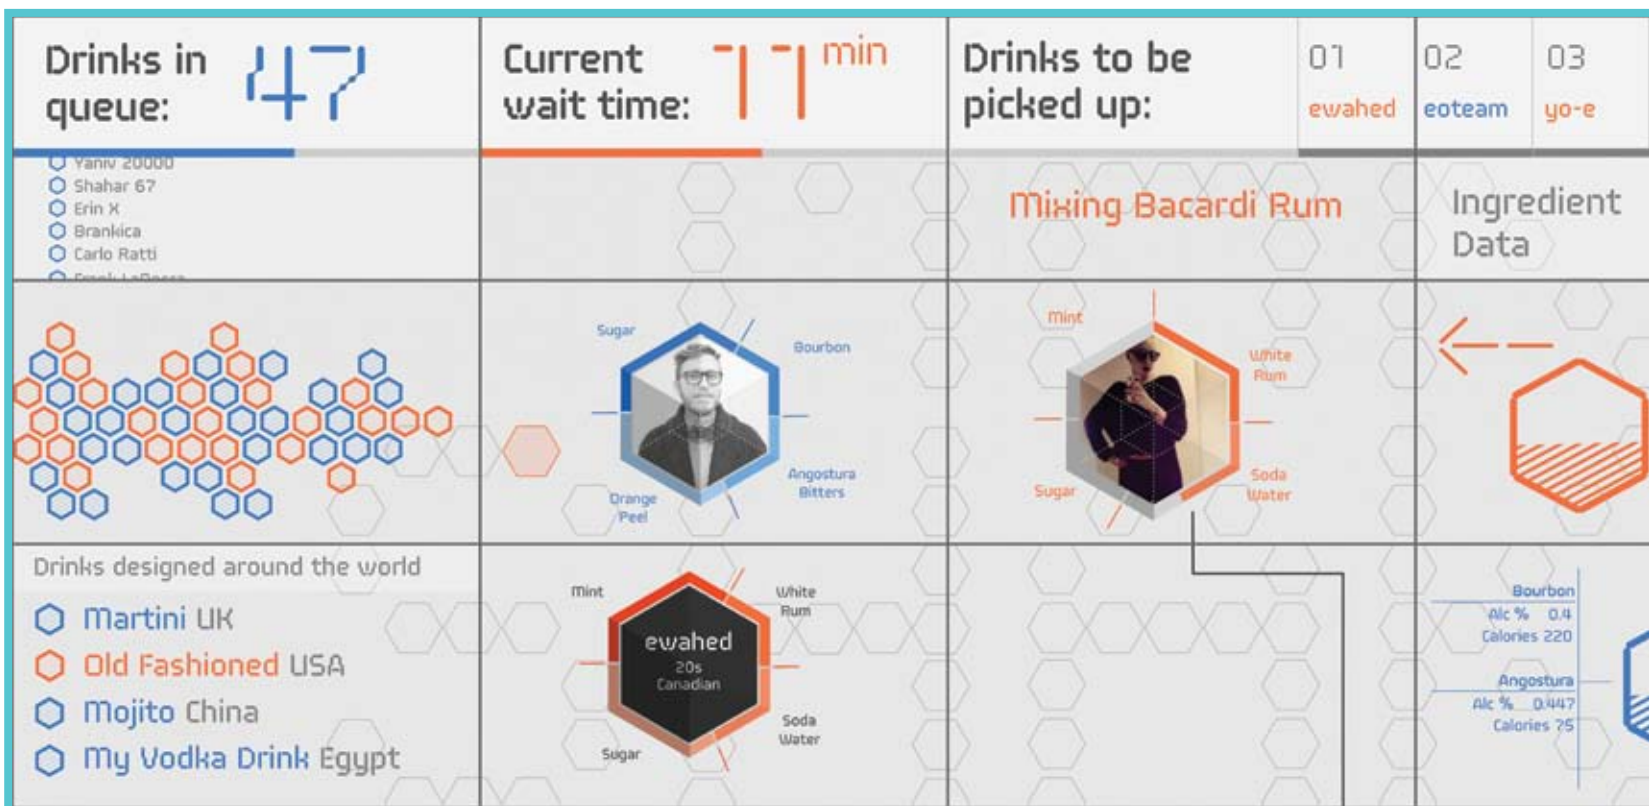 Drinks in
queue:
47
Current
wait time:
11 min
Drinks to be
picked up:
01
ewahed
02
eoteam
03
yo-e
Yaniv 20000
Shahar 67
Erin X
Brankica
Carlo Ratti
Mixing Bacardi Rum
Ingredient
Data
Sugar
Bourbon
Angostura
Bitters
Orange
Peel
Mint
White
Rum
Soda
Water
Sugar
Drinks designed around the world
Martini UK
Old Fashioned USA
Mojito China
My Vodka Drink Egypt
Mint
White
Rum
ewahed
20s
Canadian
Soda
Water
Sugar
Bourbon
Alc % 0.4
Calories 220
Angostura
Alc % 0.447
Calories 75